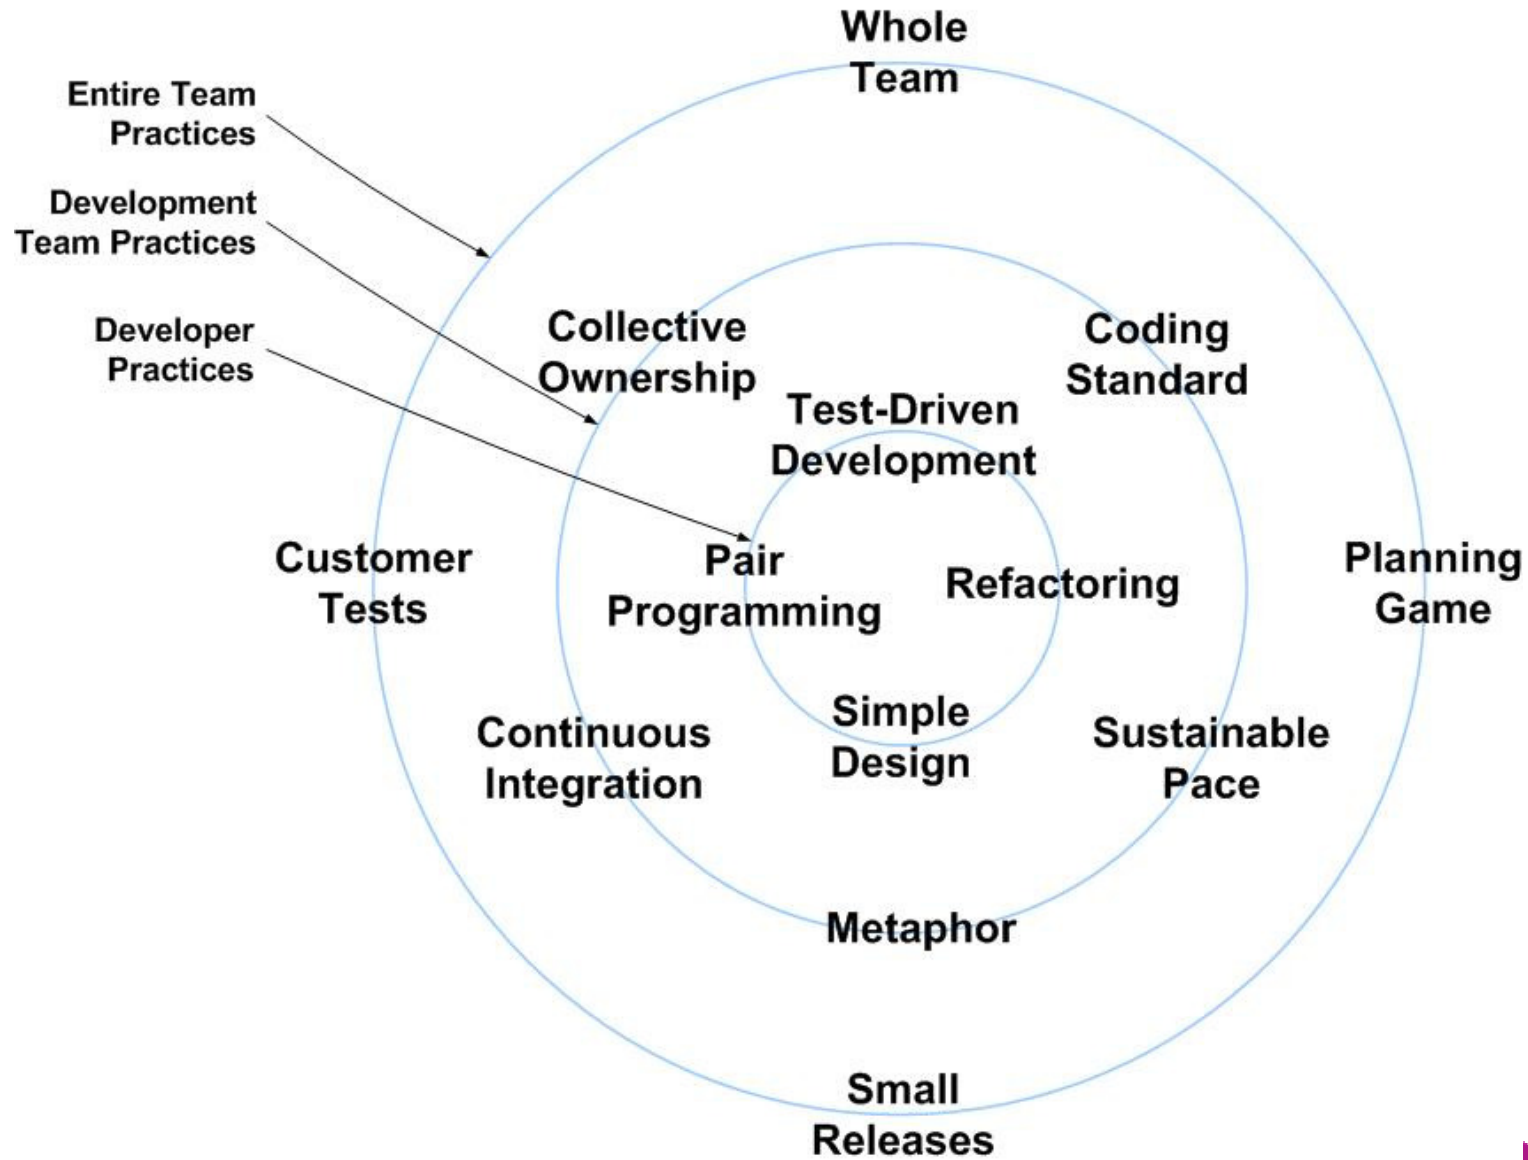 Whole
Team
Entire Team
Practices
Development
Team Practices
Developer
Practices
Collective
Ownership
Coding
Standard
Test-Driven
Development
Customer
Tests
Pair
Programming
Refactoring
Planning
Game
Continuous
Integration
Simple
Design
Sustainable
Pace
Metaphor
Small
Releases